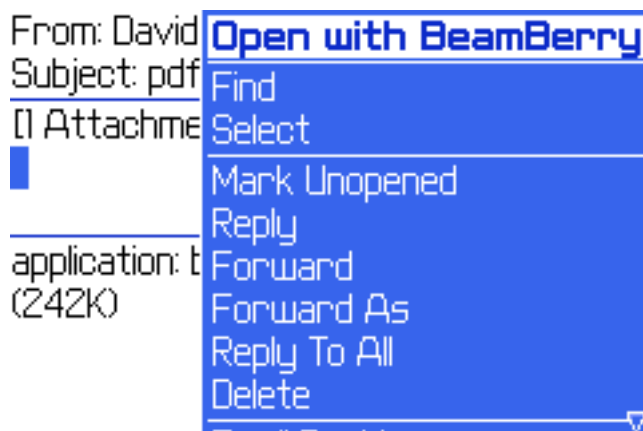 From: David
Subject: pdf
[] Attachme
application: b
(242K)
Open with BeamBerry
Find
Select
Mark Unopened
Reply
Forward
Forward As
Reply To All
Delete